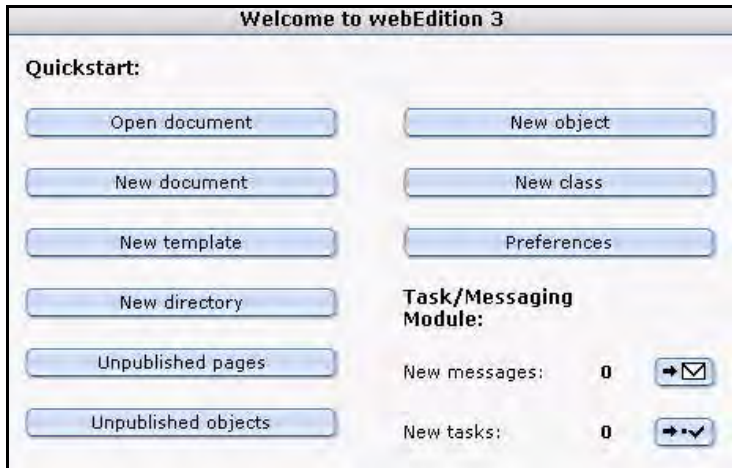 Welcome to webEdition 3
Quickstart:
Open document
New document
New template
New directory
Unpublished pages
Unpublished objects
New object
New class
Preferences
Task/Messaging
Module:
New messages: 0
New tasks: 0